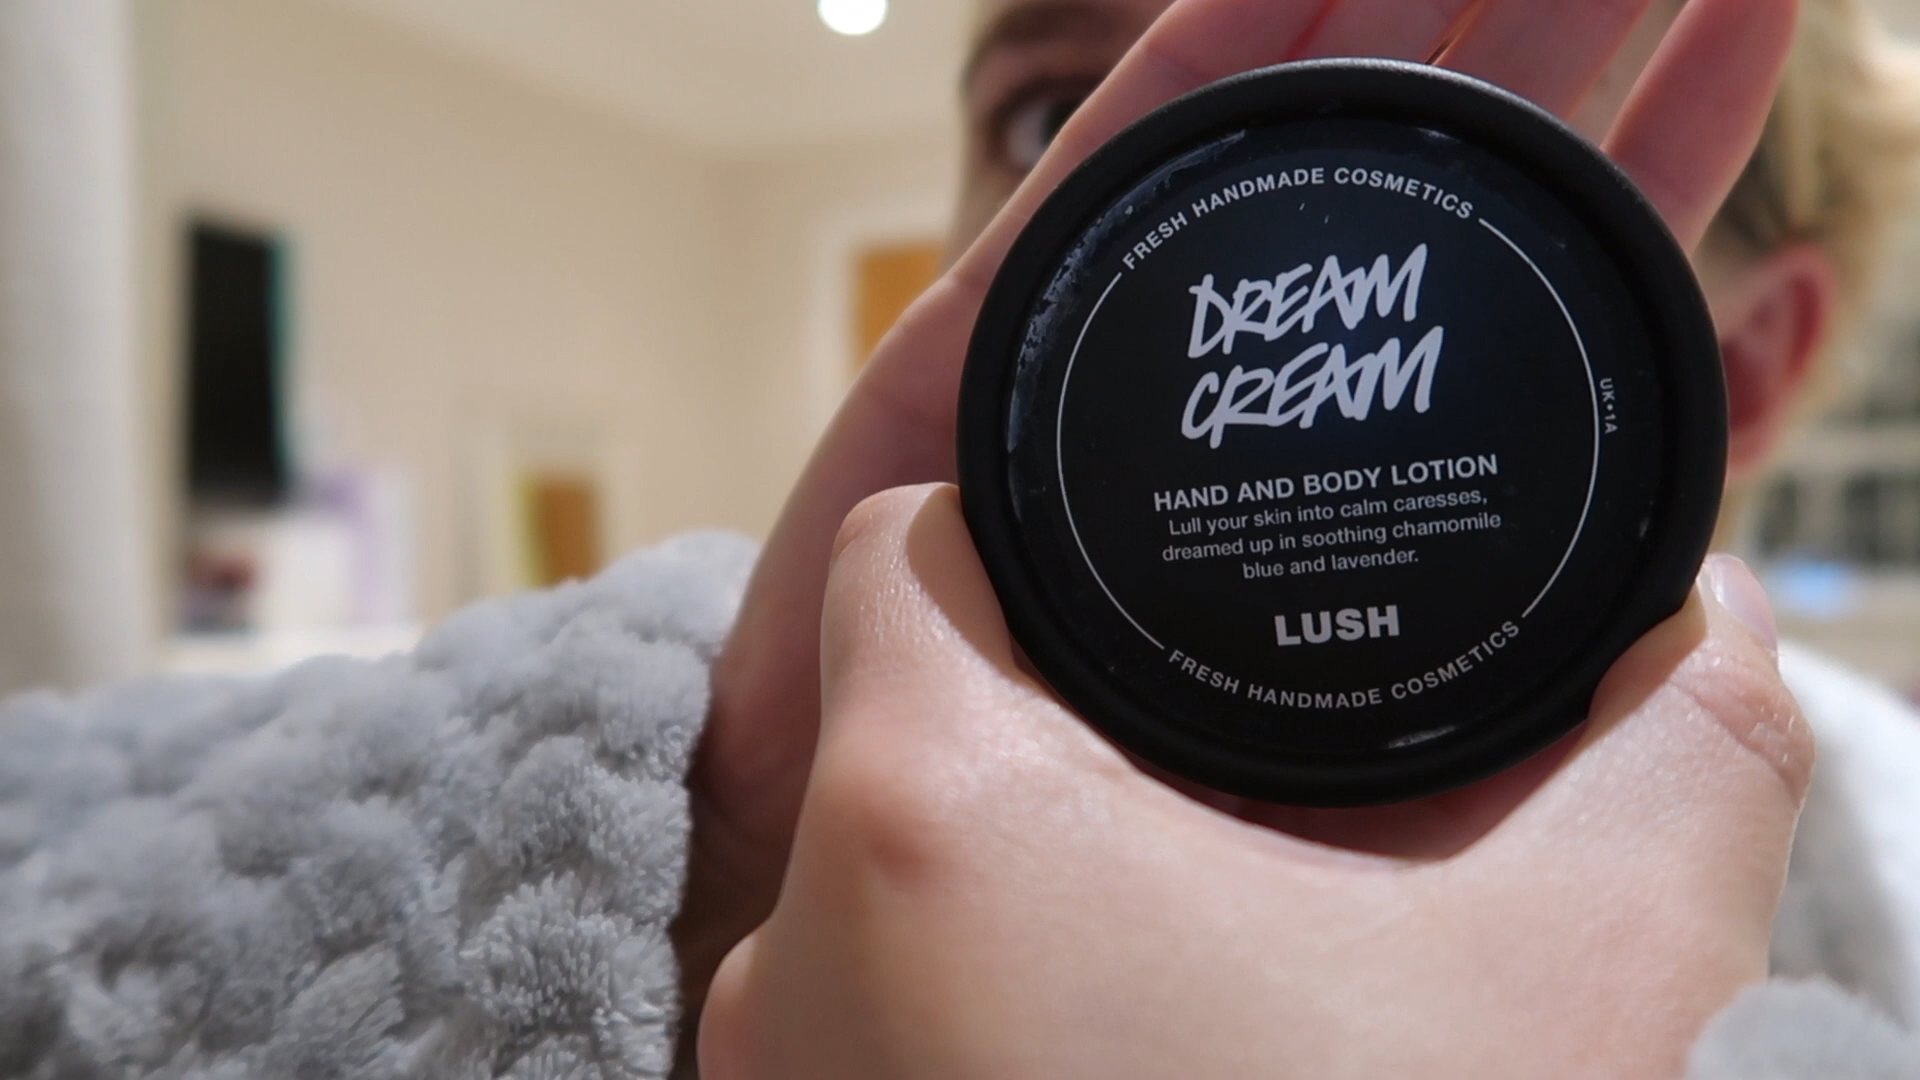 FRESH HANDMADE COSMETICS
DREAM
CREAM
HAND AND BODY LOTION
Lull your skin into calm caresses,
dreamed up in soothing chamomile
blue and lavender.
LUSH
FRESH HANDMADE COSMETICS
UK•1A